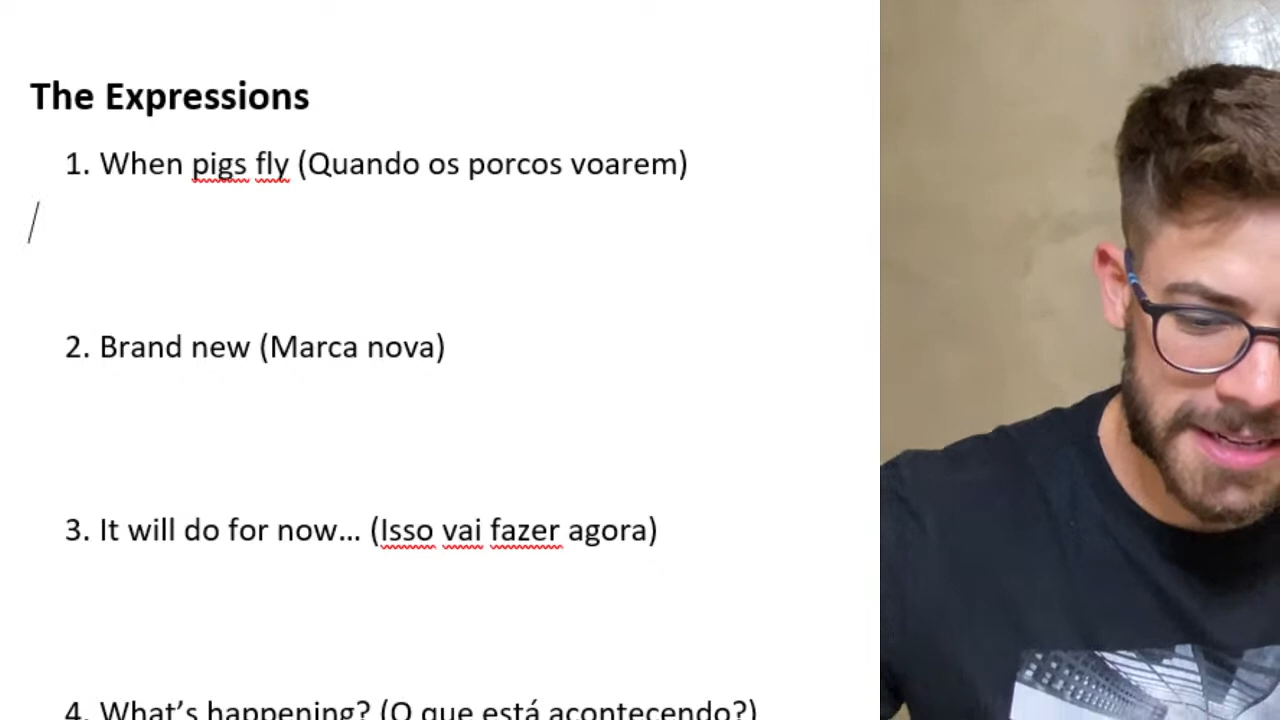 The Expressions
1. When pigs fly (Quando os porcos voarem)
2. Brand new (Marca nova)
3. It will do for now... (Isso vai fazer agora)
4. What's happening? (O que está acontecendo?)